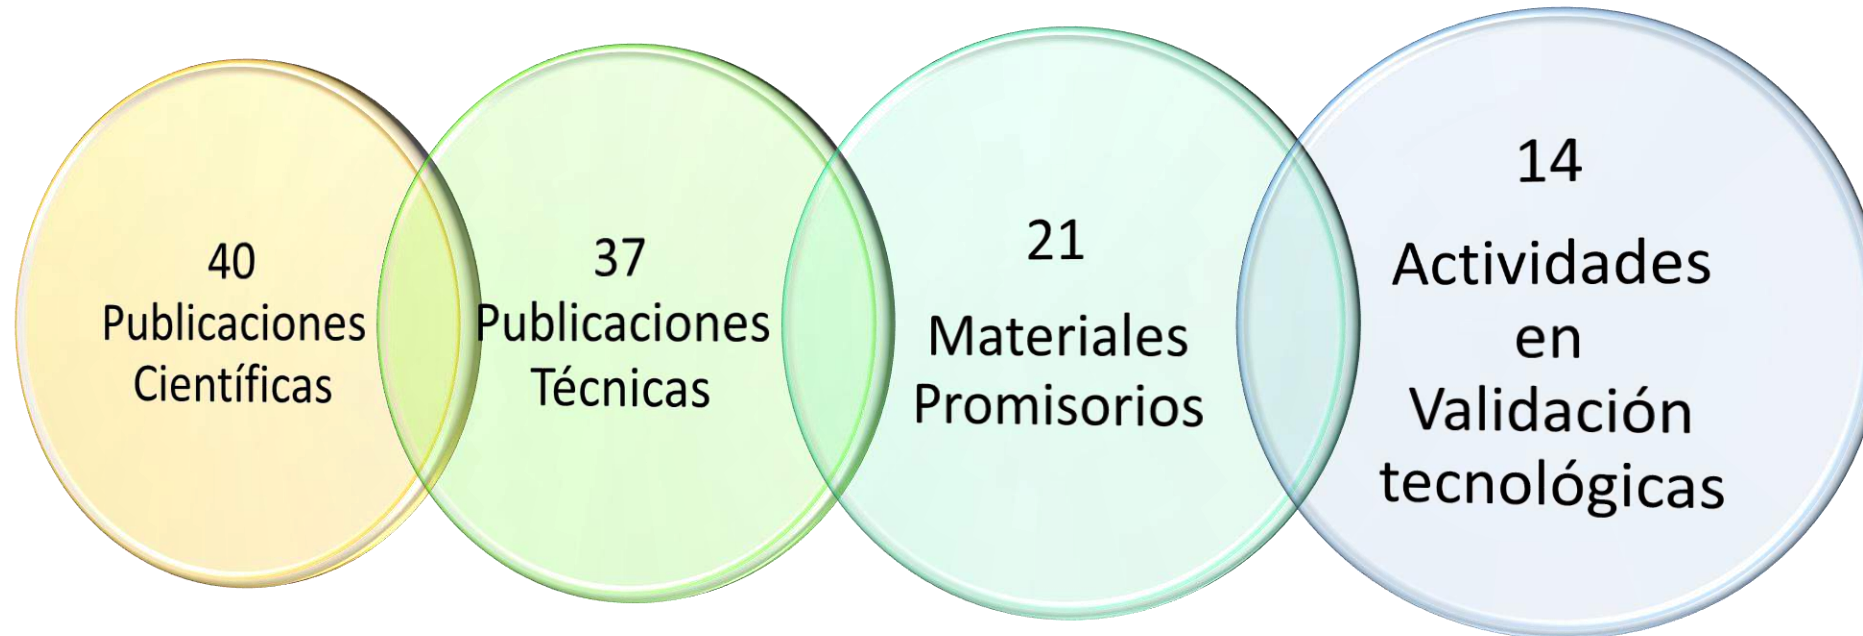 40
Publicaciones
Científicas
37
Publicaciones
Técnicas
21
Materiales
Promisorios
14
Actividades
en
Validación
tecnológicas